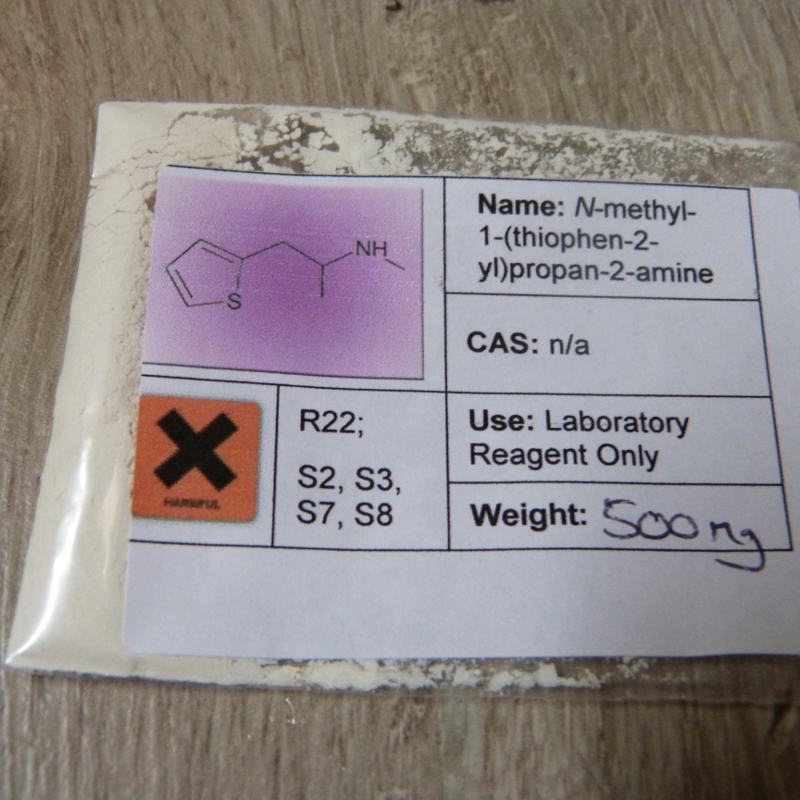 S
NH
Name: N-methyl-
1-(thiophen-2-
yl)propan-2-amine
CAS: n/a
HARMFUL
R22;
S2, S3,
S7, S8
Use: Laboratory
Reagent Only
Weight: 500mg